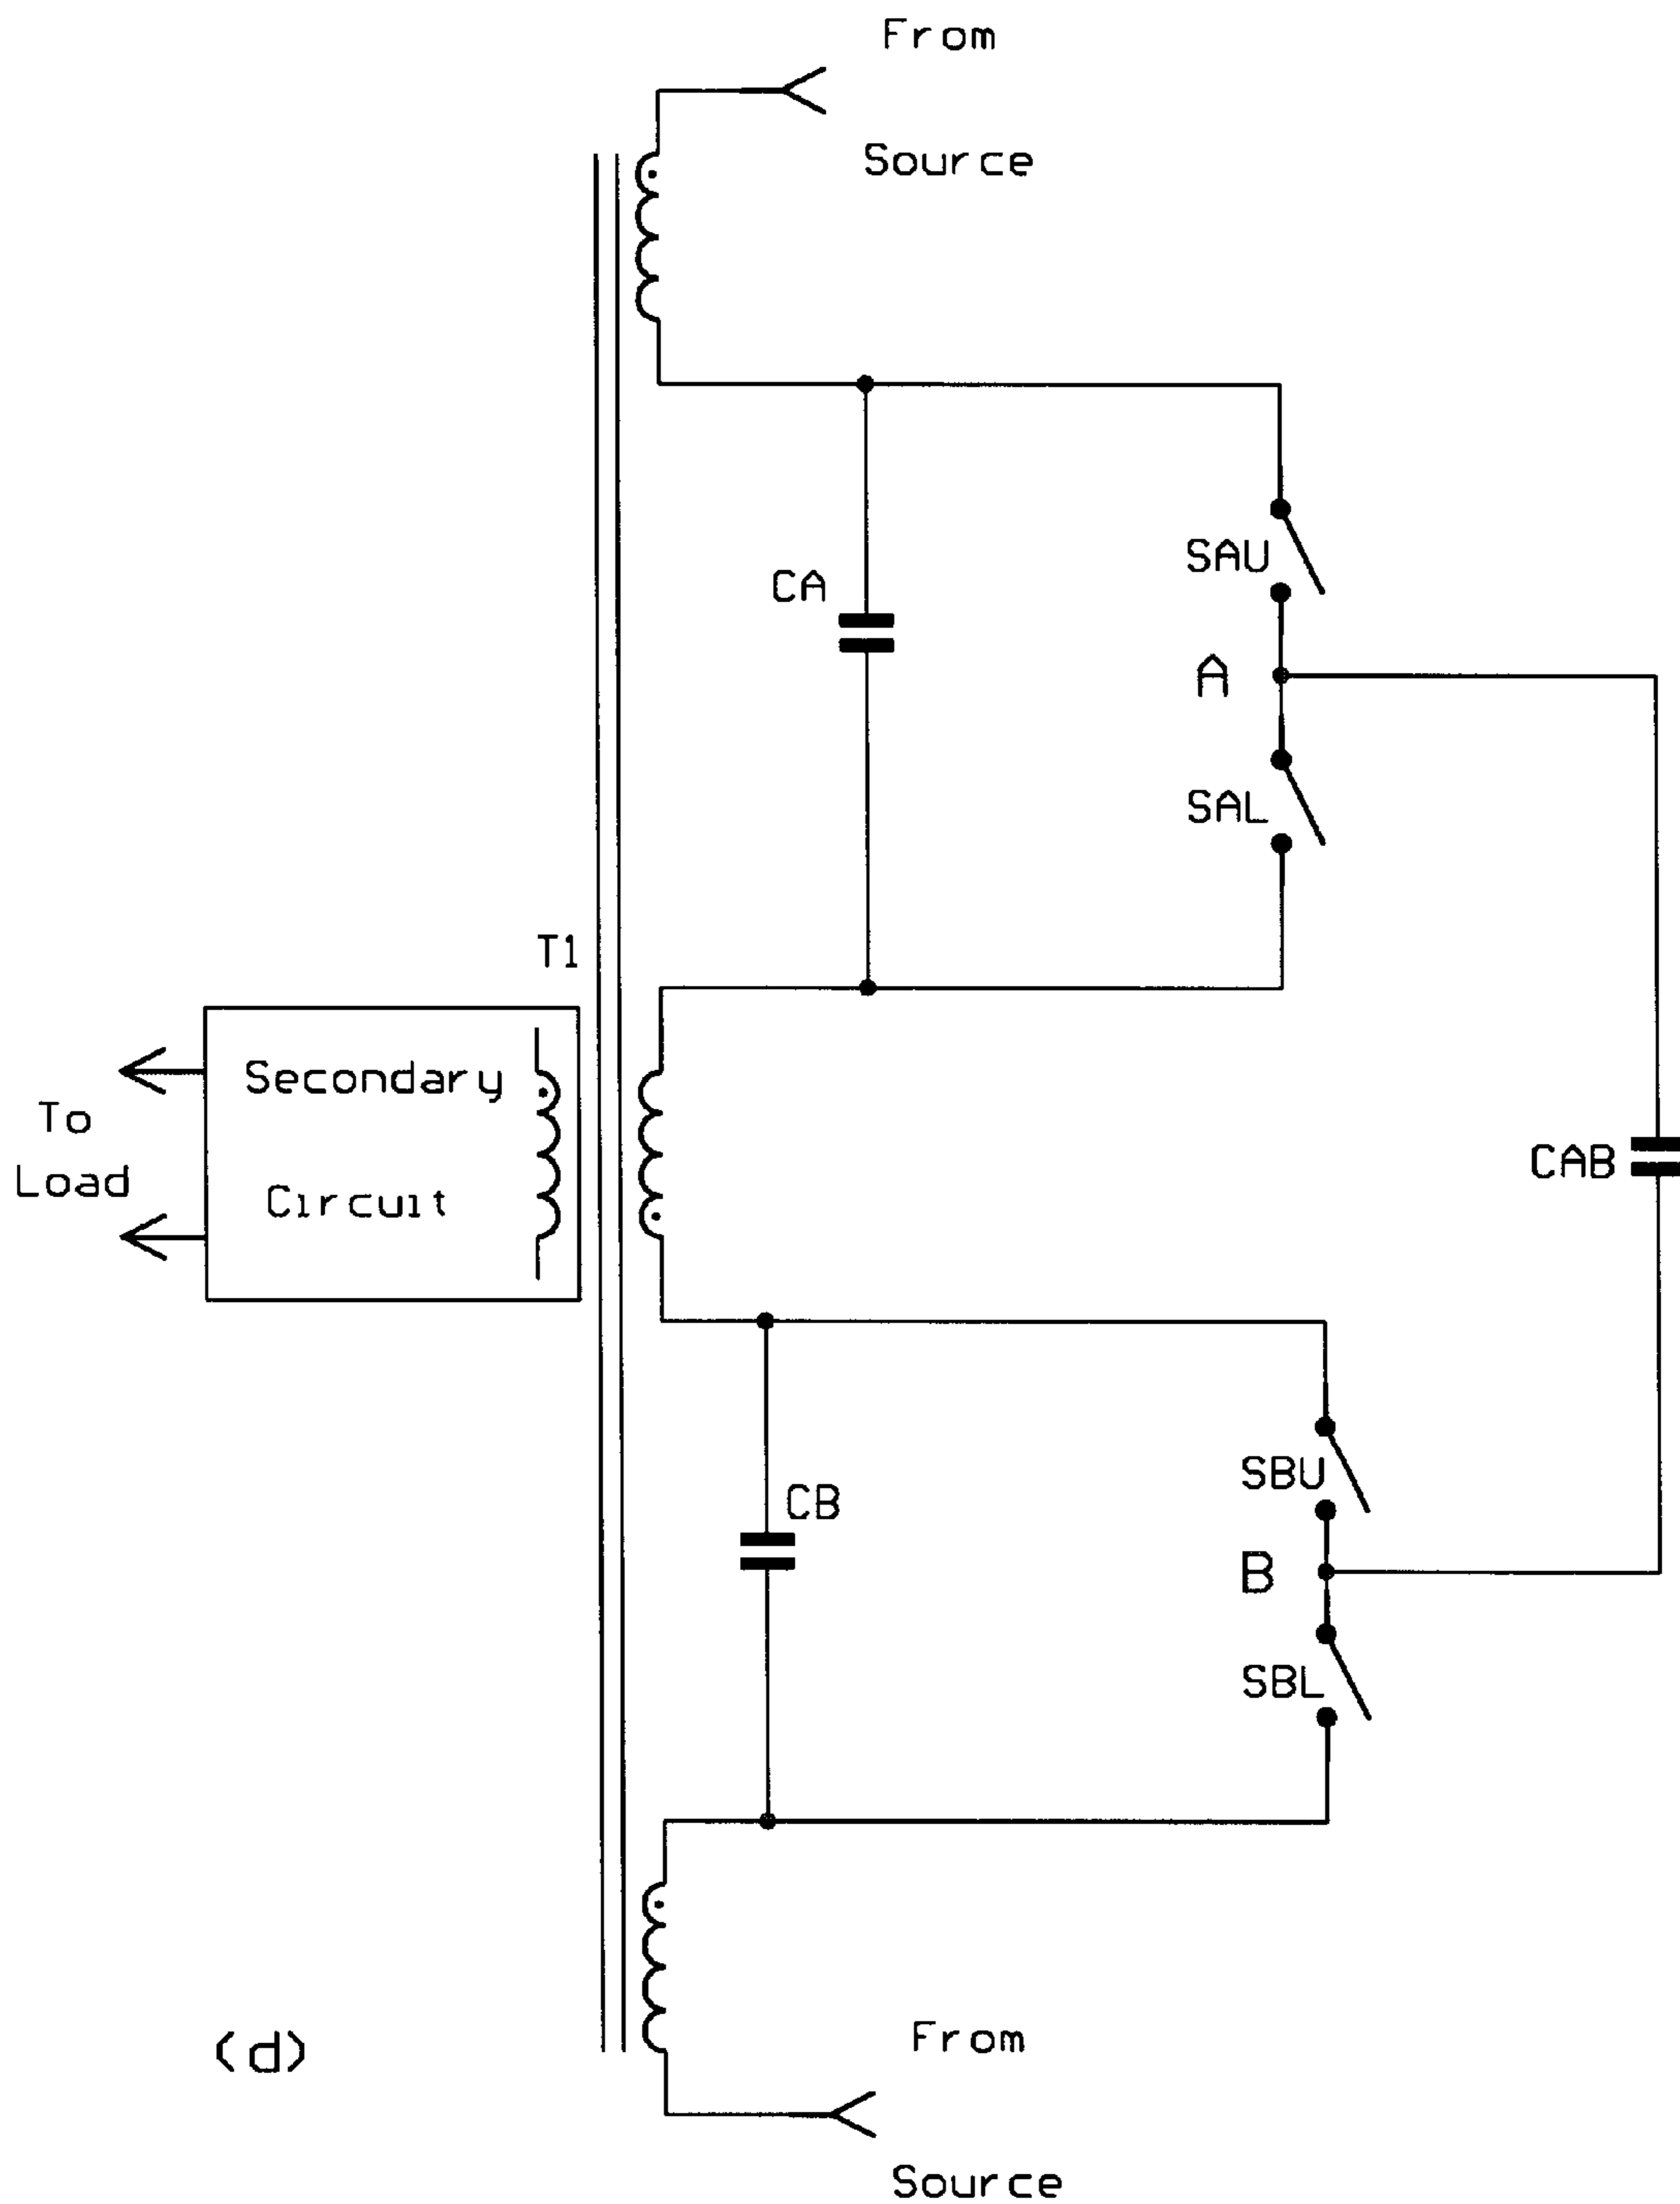 From
Source
SAU
CA
A
SAL
T1
Secondary
To
Load
Circuit
CAB
SBU
CB
B
SBL
(d)
From
Source